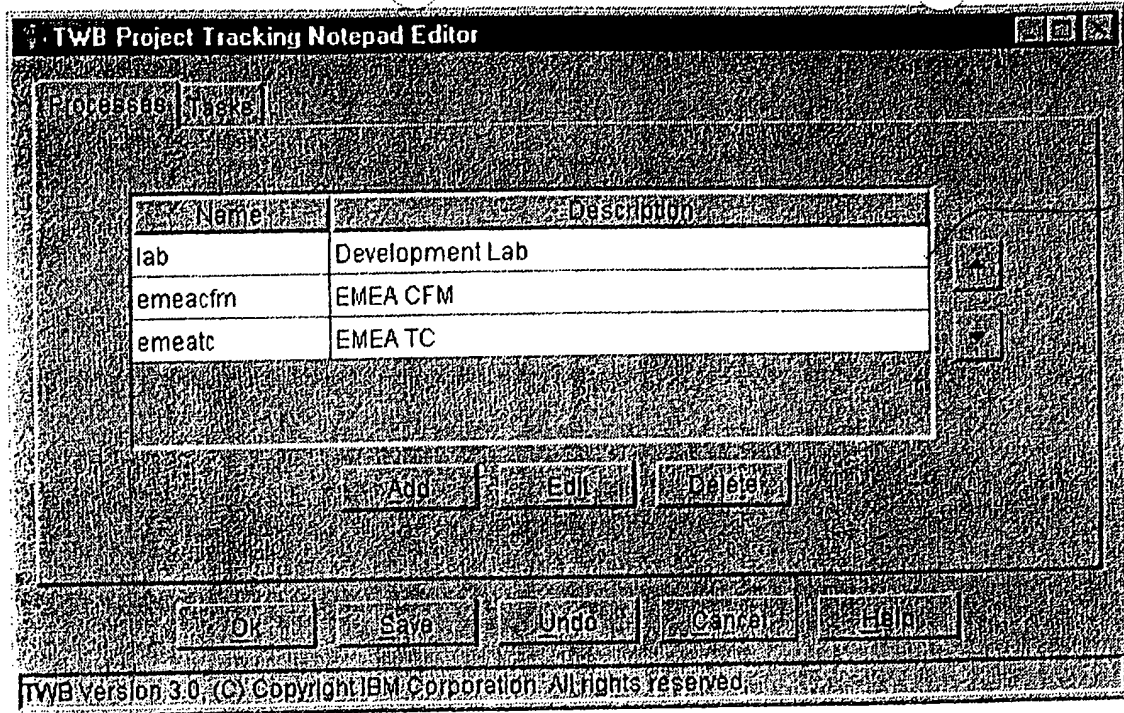 TWB Project Tracking Notepad Editor
Processes Tasks
Name Description
lab Development Lab
emeacfm EMEA CFM
emeatc EMEA TC
Add Edit Delete
Ok Save Undo Cancel Help
TWB Version 3.0 (C) Copyright IBM Corporation. All rights reserved.